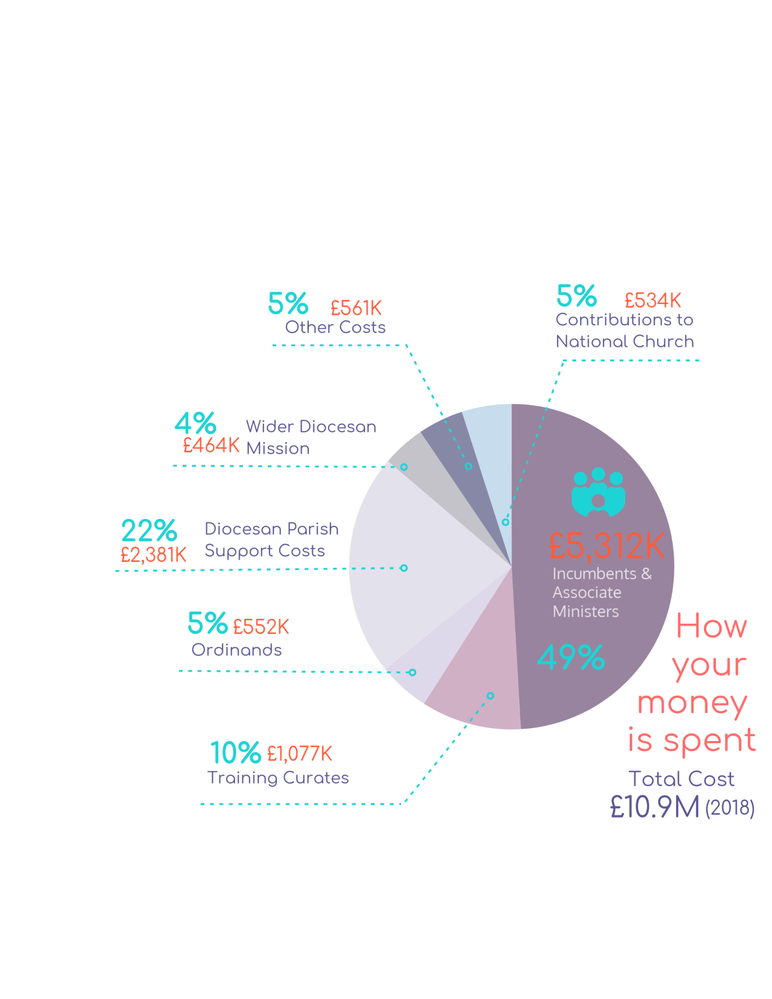 5% £561K
Other Costs
5% £534K
Contributions to
National Church
4%
£464K
Wider Diocesan
Mission
22%
£2,381K
Diocesan Parish
Support Costs
£5,312K
Incumbents &
Associate
Ministers
49%
5% £552K
Ordinands
10% £1,077K
Training Curates
How
your
money
is spent
Total Cost
£10.9M (2018)